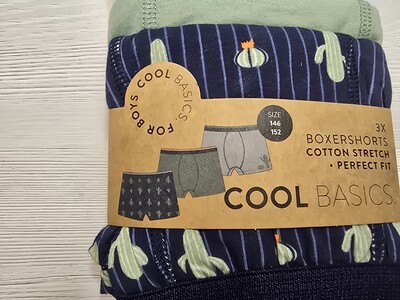 COOL BASICS.
FOR BOYS
SIZE
146
152
3X
BOXERSHORTS
COTTON STRETCH
• PERFECT FIT
COOL BASICS.